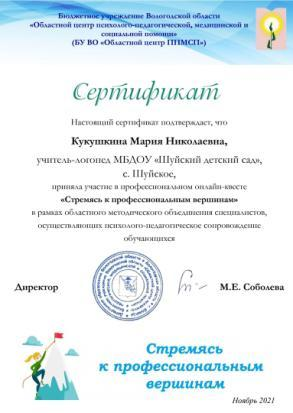 Бюджетное учреждение Вологодской области
«Областной центр психолого-педагогической, медицинской и
социальной помощи»
(БУ ВО «Областной центр ППМСП»)
Сертификат
Настоящий сертификат подтверждает, что
Кукушкина Мария Николаевна,
учитель-логопед МБДОУ «Шуйский детский сад»,
с. Шуйское,
приняла участие в профессиональном онлайн-квесте
«Стремясь к профессиональным вершинам»
в рамках областного методического объединения специалистов,
осуществляющих психолого-педагогическое сопровождение
обучающихся
Директор М.Е. Соболева
Стремясь
к профессиональным
вершинам
Ноябрь 2021